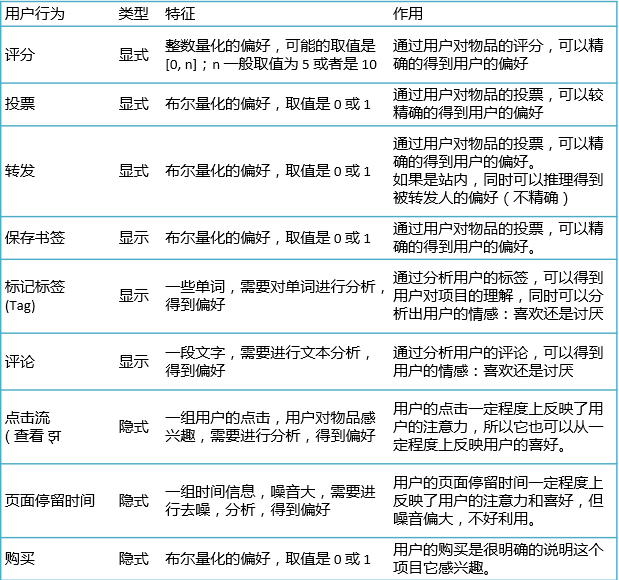 用户行为 类型 特征 作用
评分 显式 整数量化的偏好，可能的取值是
[0, n]；n 一般取值为 5 或者是 10 通过用户对物品的评分，可以精
确的得到用户的偏好
投票 显式 布尔量化的偏好，取值是 0 或 1 通过用户对物品的投票，可以较
精确的得到用户的偏好
转发 显式 布尔量化的偏好，取值是 0 或 1 通过用户对物品的投票，可以精
确的得到用户的偏好。
如果是站内，同时可以推理得到
被转发人的偏好（不精确）
保存书签 显示 布尔量化的偏好，取值是 0 或 1 通过用户对物品的投票，可以精
确的得到用户的偏好。
标记标签
(Tag) 显示 一些单词，需要对单词进行分析，
得到偏好 通过分析用户的标签，可以得到
用户对项目的理解，同时可以分
析出用户的情感：喜欢还是讨厌
评论 显示 一段文字，需要进行文本分析，
得到偏好 通过分析用户的评论，可以得到
用户的情感：喜欢还是讨厌
点击流
( 查看 隐式 一组用户的点击，用户对物品感
兴趣，需要进行分析，得到偏好 用户的点击一定程度上反映了用
户的注意力，所以它也可以从一
定程度上反映用户的喜好。
页面停留时间 隐式 一组时间信息，噪音大，需要进
行去噪，分析，得到偏好 用户的页面停留时间一定程度上
反映了用户的注意力和喜好，但
噪音偏大，不好利用。
购买 隐式 布尔量化的偏好，取值是 0 或 1 用户的购买是很明确的说明这个
项目它感兴趣。